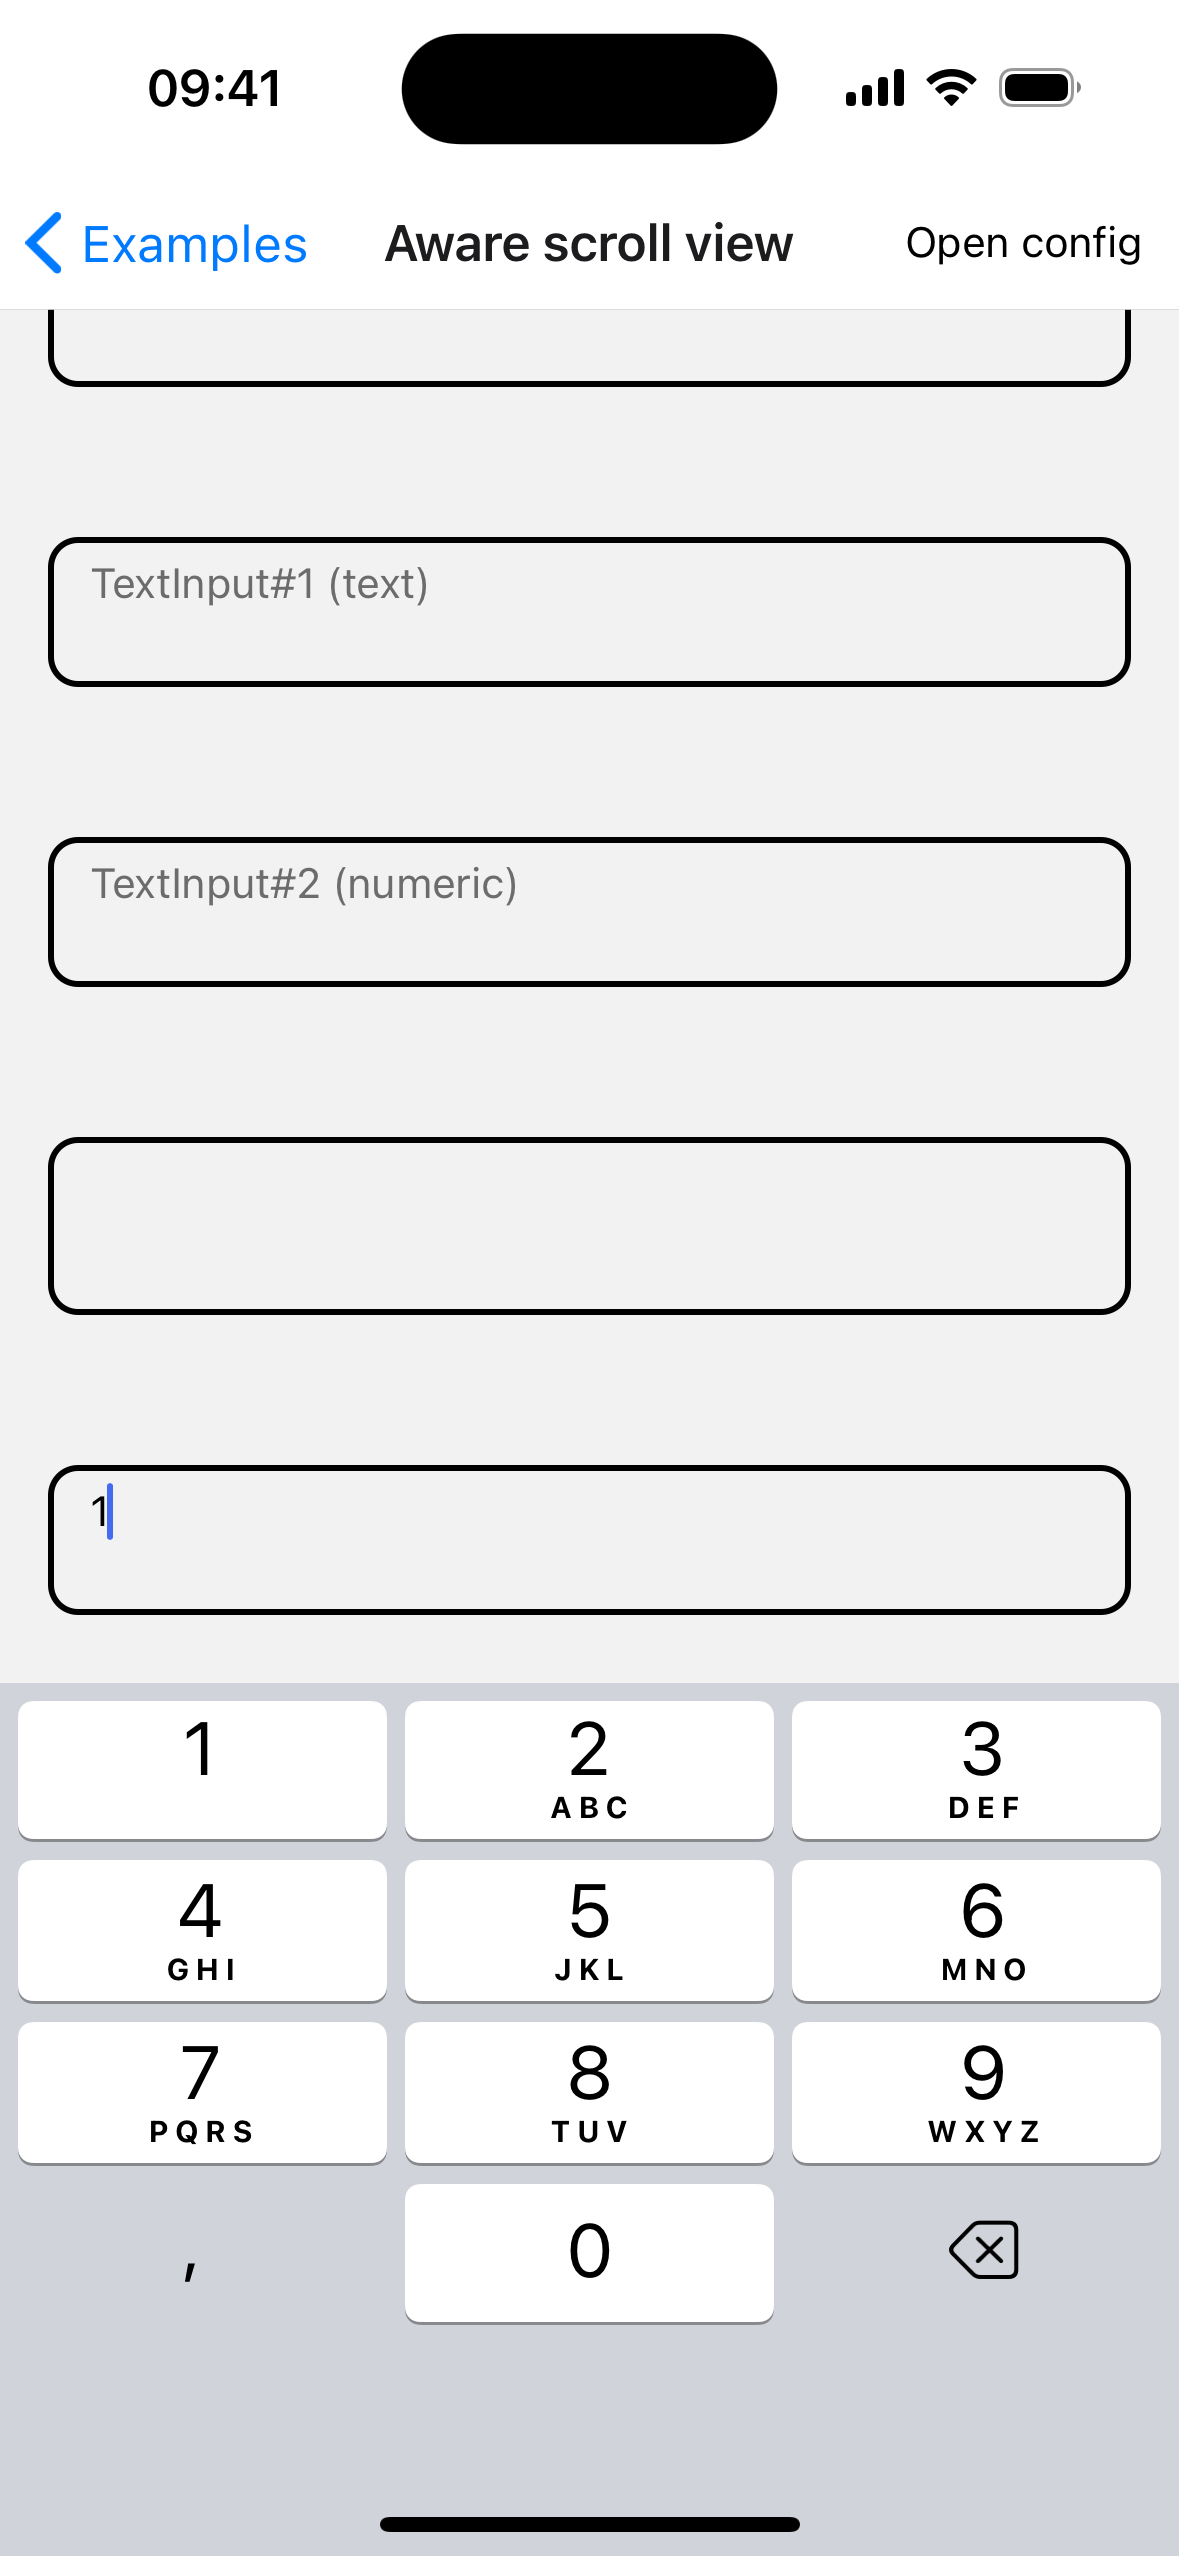 09:41
Examples
Aware scroll view
Open config
TextInput#1 (text)
TextInput#2 (numeric)
1
1
2
ABC
3
DEF
4
GHI
5
JKL
6
MNO
7
PQRS
8
TUV
9
WXYZ
,
0